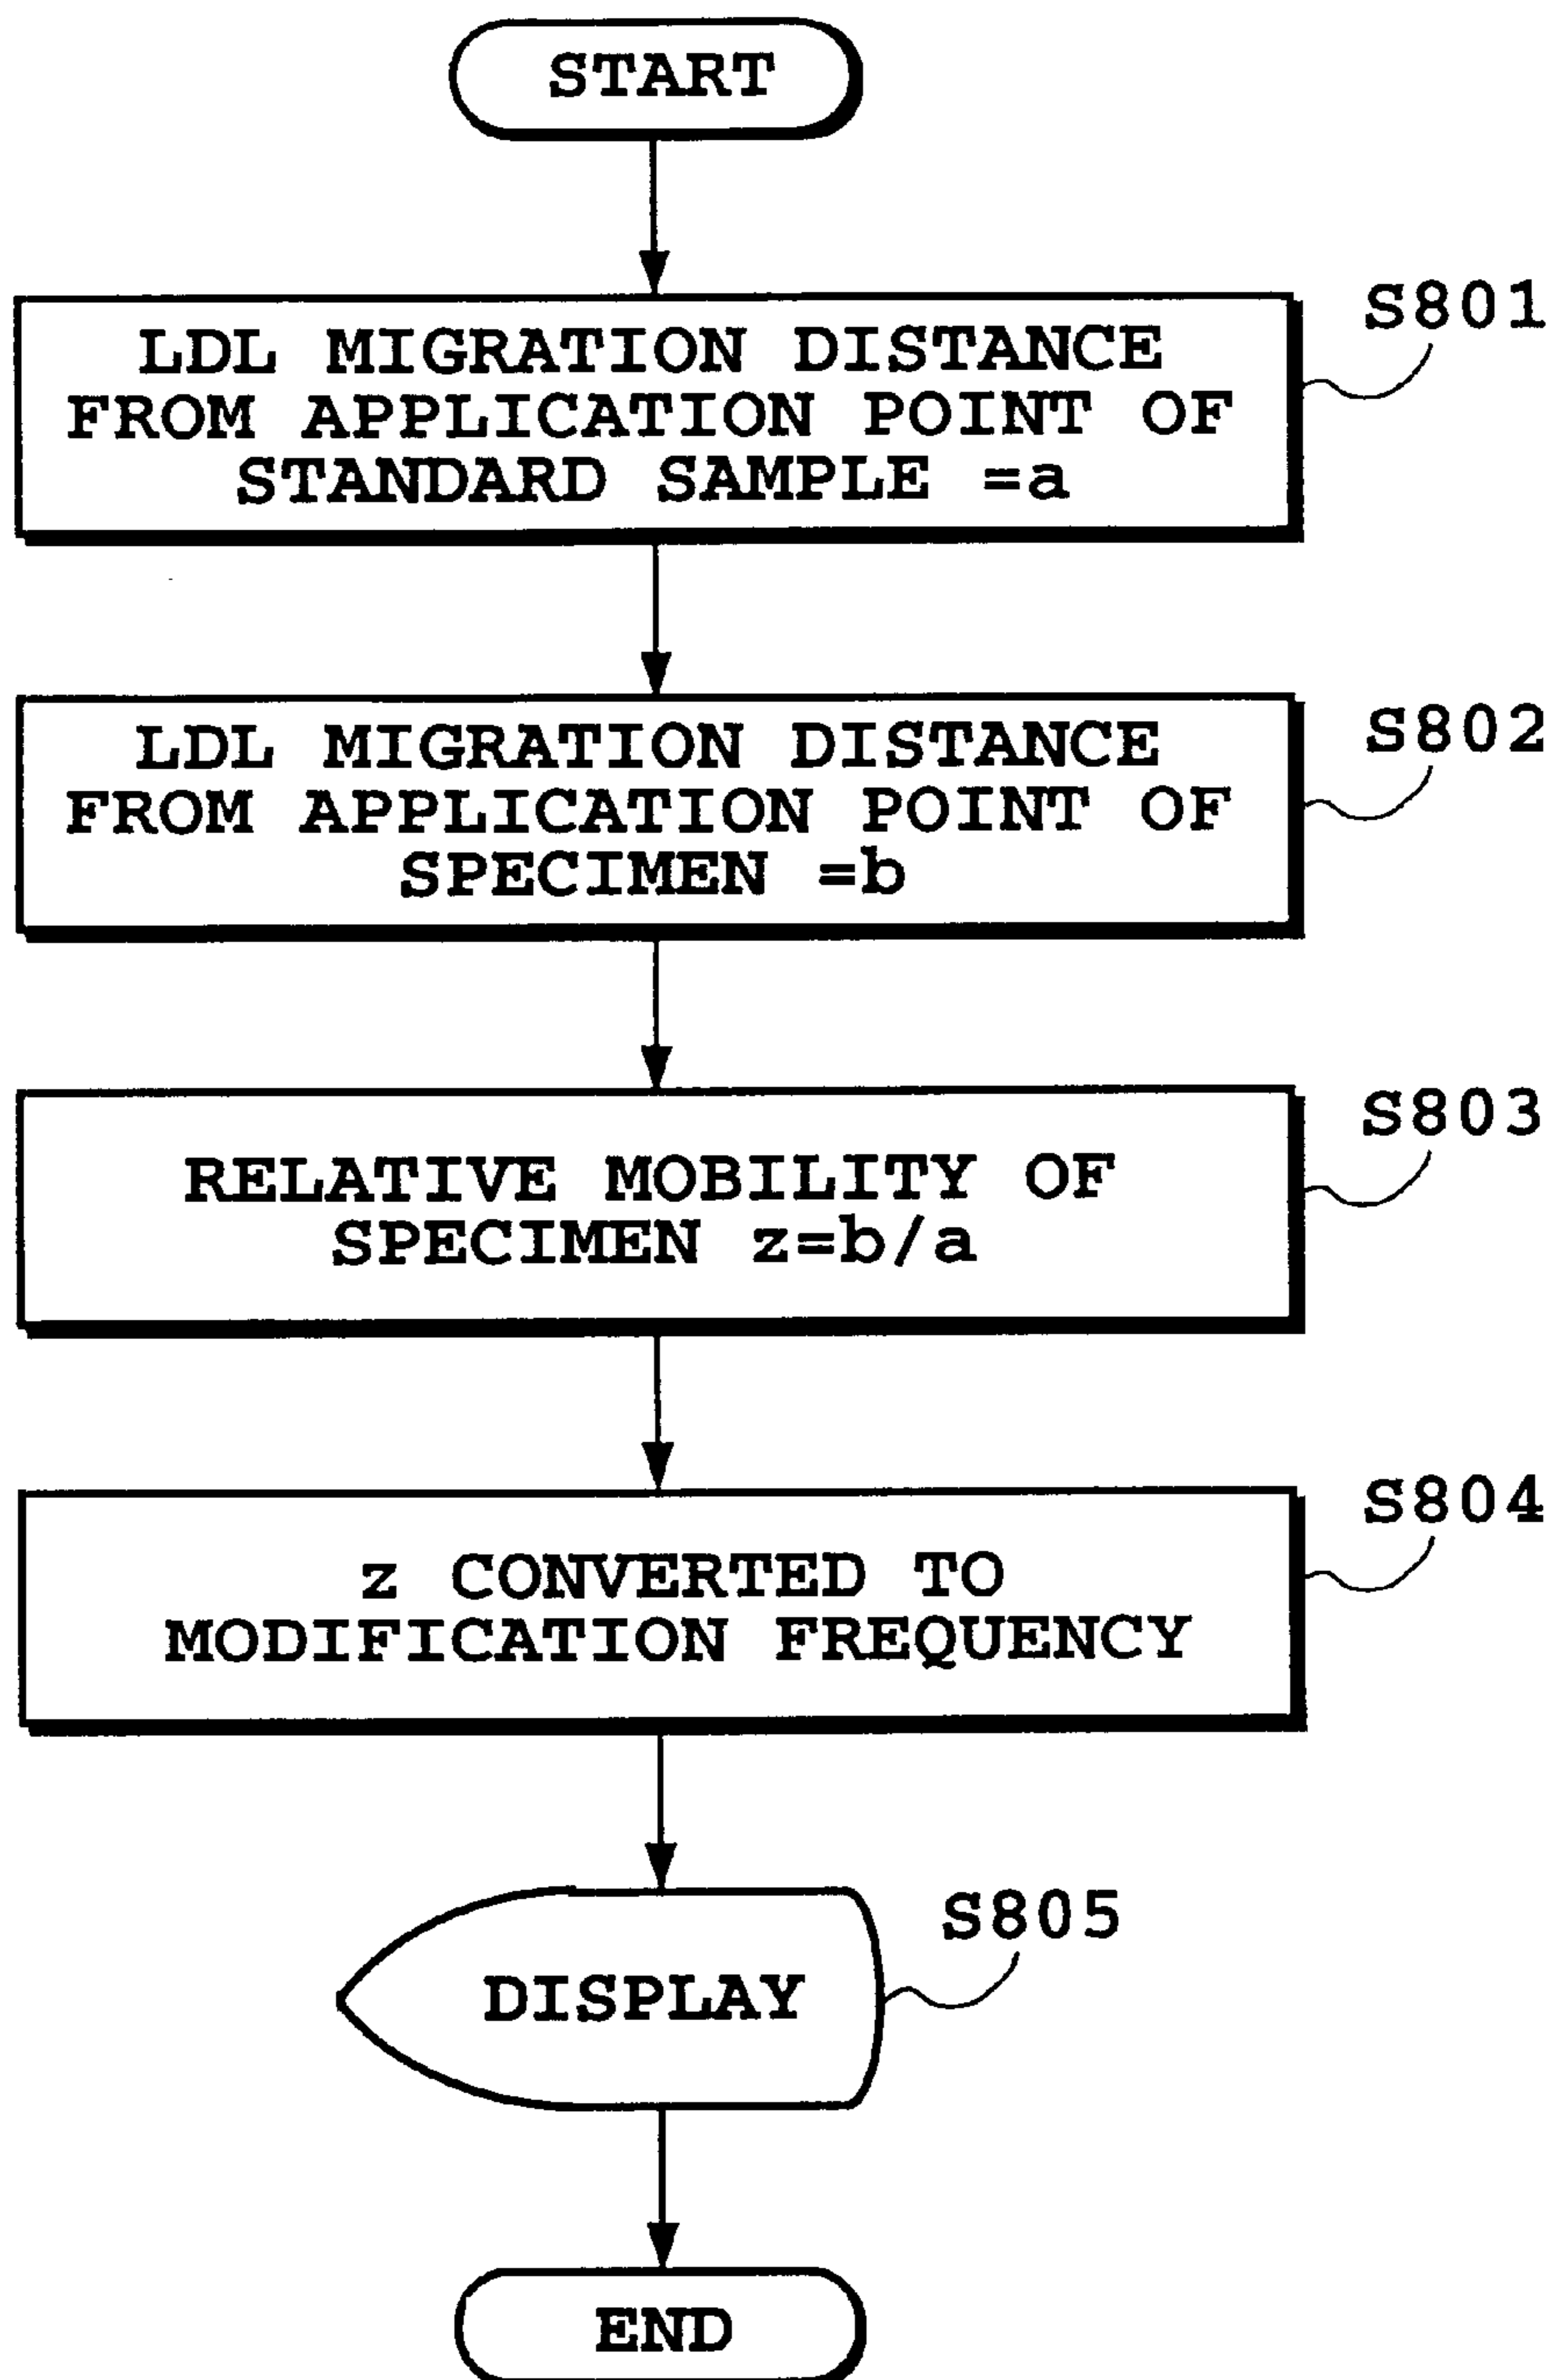 START
S801
LDL MIGRATION DISTANCE
FROM APPLICATION POINT OF
STANDARD SAMPLE =a
S802
LDL MIGRATION DISTANCE
FROM APPLICATION POINT OF
SPECIMEN =b
S803
RELATIVE MOBILITY OF
SPECIMEN z=b/a
S804
z CONVERTED TO
MODIFICATION FREQUENCY
S805
DISPLAY
END